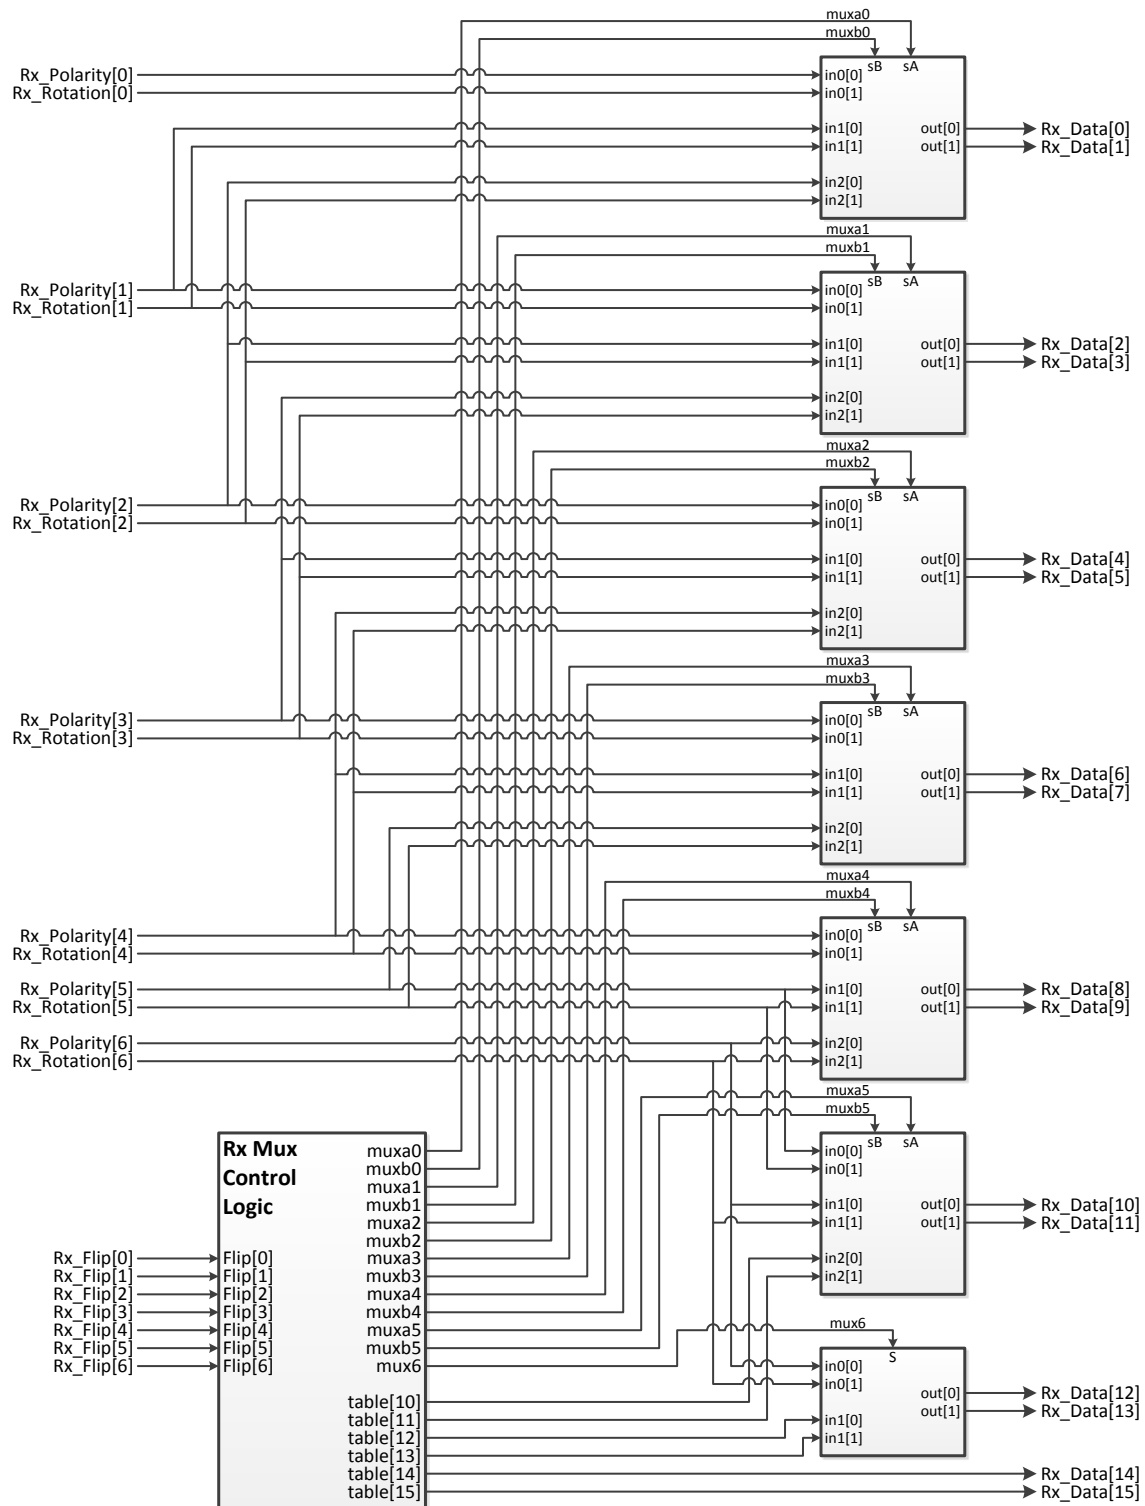 muxa0
muxb0
sB sA
Rx_Polarity[0]
Rx_Rotation[0]
in0[0]
in0[1]
in1[0]
in1[1]
in2[0]
in2[1]
out[0]
out[1]
Rx_Data[0]
Rx_Data[1]
muxa1
muxb1
sB sA
Rx_Polarity[1]
Rx_Rotation[1]
in0[0]
in0[1]
in1[0]
in1[1]
in2[0]
in2[1]
out[0]
out[1]
Rx_Data[2]
Rx_Data[3]
muxa2
muxb2
sB sA
Rx_Polarity[2]
Rx_Rotation[2]
in0[0]
in0[1]
in1[0]
in1[1]
in2[0]
in2[1]
out[0]
out[1]
Rx_Data[4]
Rx_Data[5]
muxa3
muxb3
sB sA
Rx_Polarity[3]
Rx_Rotation[3]
in0[0]
in0[1]
in1[0]
in1[1]
in2[0]
in2[1]
out[0]
out[1]
Rx_Data[6]
Rx_Data[7]
muxa4
muxb4
sB sA
Rx_Polarity[4]
Rx_Rotation[4]
Rx_Polarity[5]
Rx_Rotation[5]
Rx_Polarity[6]
Rx_Rotation[6]
in0[0]
in0[1]
in1[0]
in1[1]
in2[0]
in2[1]
out[0]
out[1]
Rx_Data[8]
Rx_Data[9]
muxa5
muxb5
sB sA
in0[0]
in0[1]
in1[0]
in1[1]
in2[0]
in2[1]
out[0]
out[1]
Rx_Data[10]
Rx_Data[11]
mux6
S
in0[0]
in0[1]
in1[0]
in1[1]
out[0]
out[1]
Rx_Data[12]
Rx_Data[13]
Rx_Data[14]
Rx_Data[15]
Rx Mux
Control
Logic
Rx_Flip[0]
Rx_Flip[1]
Rx_Flip[2]
Rx_Flip[3]
Rx_Flip[4]
Rx_Flip[5]
Rx_Flip[6]
Flip[0]
Flip[1]
Flip[2]
Flip[3]
Flip[4]
Flip[5]
Flip[6]
muxa0
muxb0
muxa1
muxb1
muxa2
muxb2
muxa3
muxb3
muxa4
muxb4
muxa5
muxb5
mux6
table[10]
table[11]
table[12]
table[13]
table[14]
table[15]